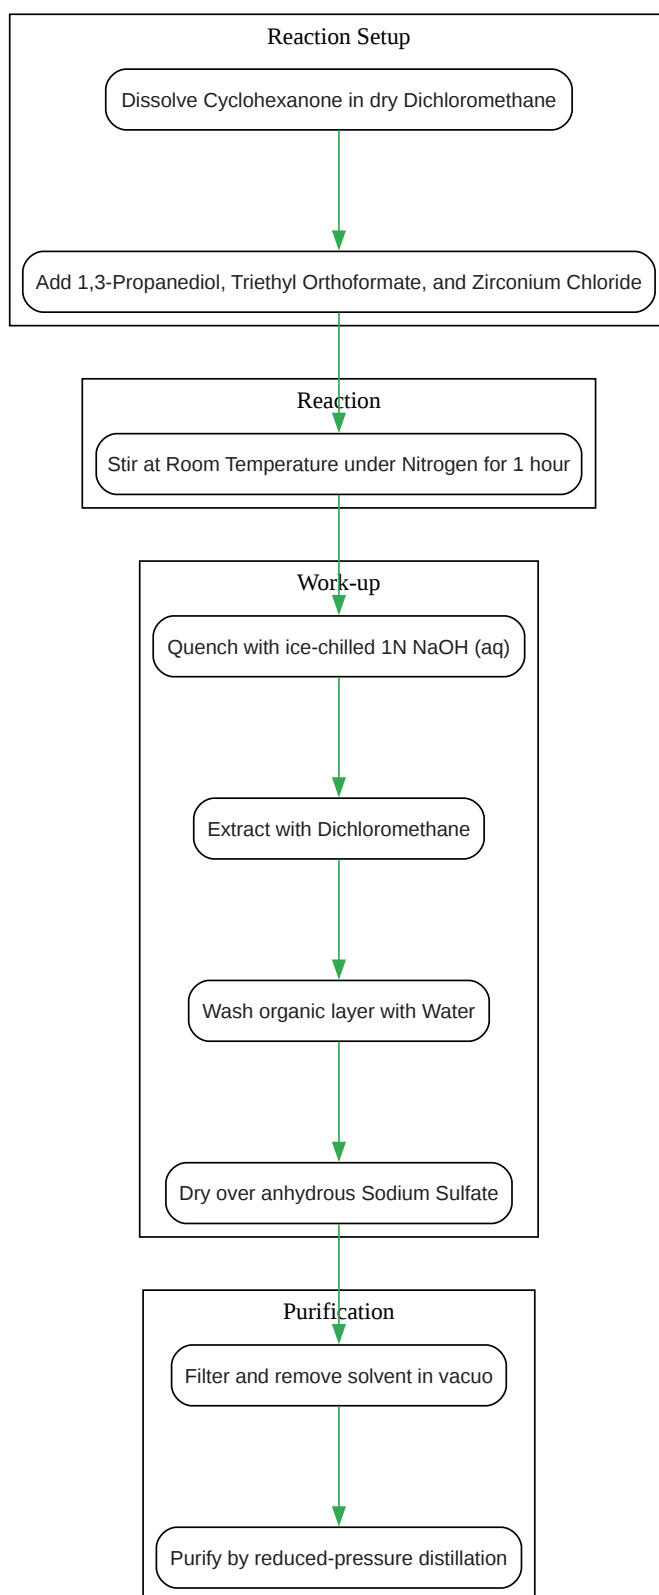 Reaction Setup
Dissolve Cyclohexanone in dry Dichloromethane
Add 1,3-Propanediol, Triethyl Orthoformate, and Zirconium Chloride
Reaction
Stir at Room Temperature under Nitrogen for 1 hour
Work-up
Quench with ice-chilled 1N NaOH (aq)
Extract with Dichloromethane
Wash organic layer with Water
Dry over anhydrous Sodium Sulfate
Purification
Filter and remove solvent in vacuo
Purify by reduced-pressure distillation